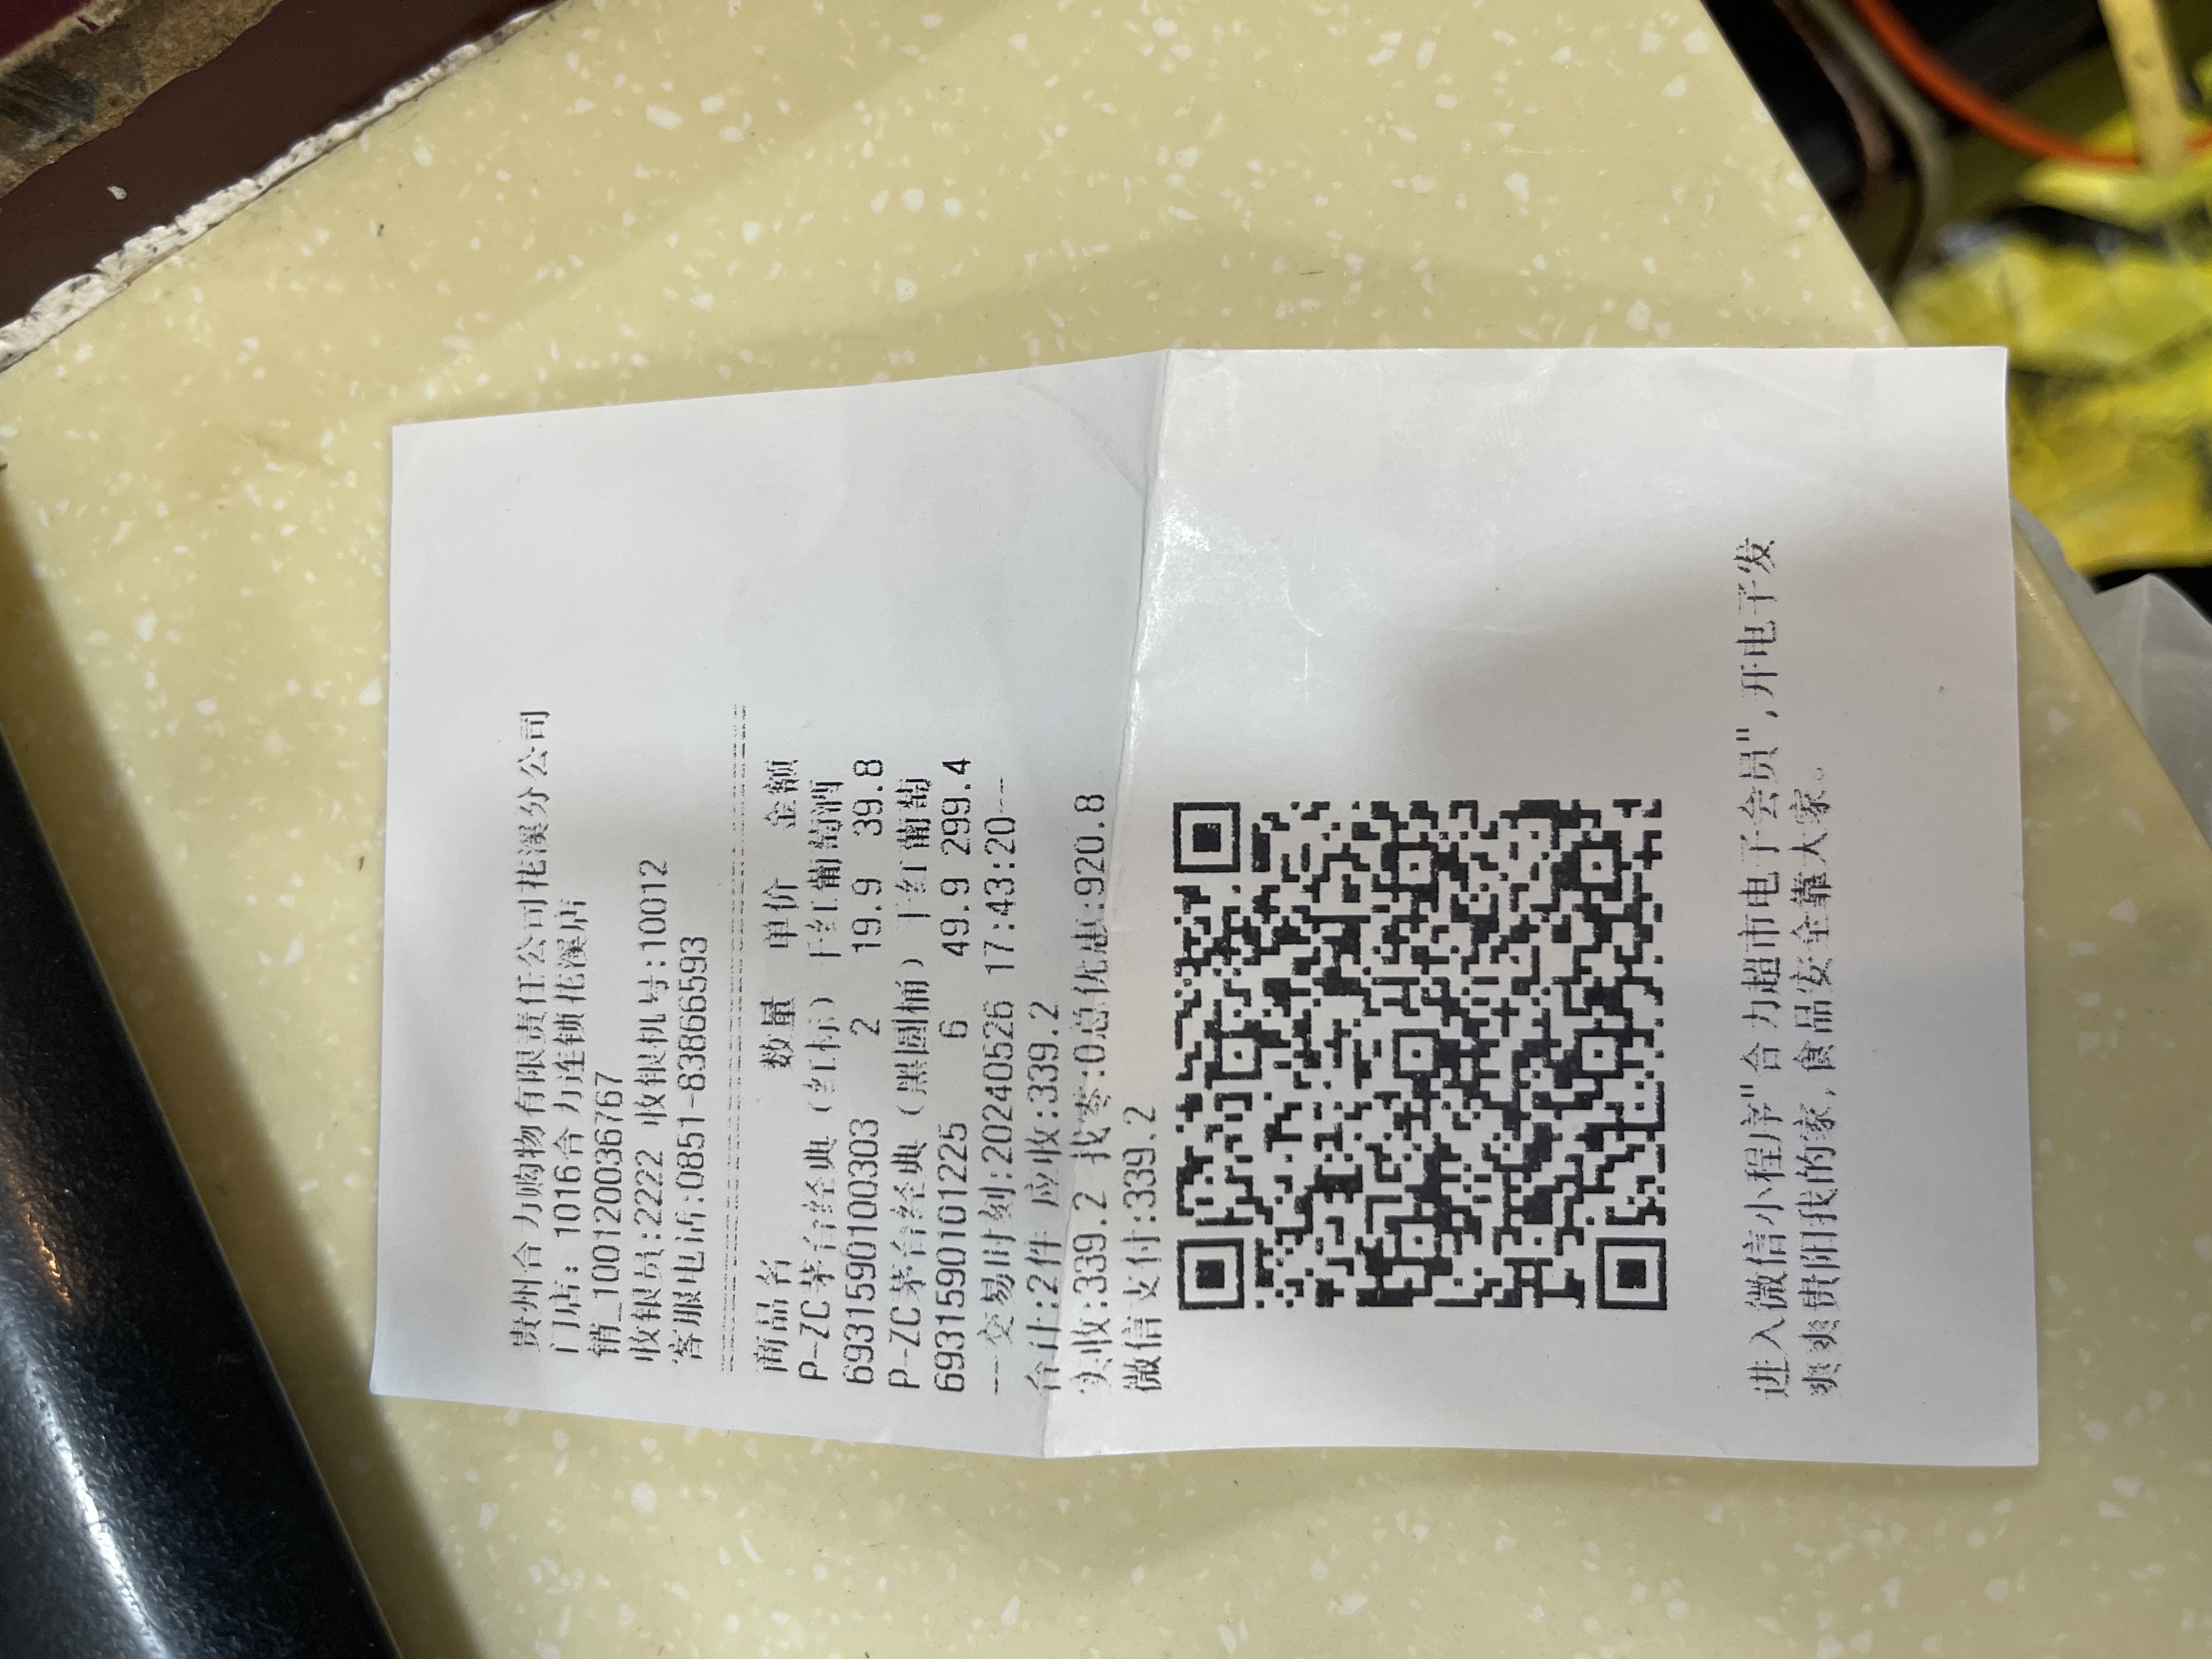 贵州合力购物有限责任公司花溪分公司
门店: 1016合力连锁花溪店
销_1001200036767
收银员:2222 收银机号:10012
客服电话:0851-83866593
商品名 数量 单价 金额
P-ZC茅台经典（红标）干红葡萄酒
6931590100303 2 19.9 39.8
P-ZC茅台经典（黑圆桶）干红葡萄
6931590101225 6 49.9 299.4
---交易时刻:20240526 17:43:20--
合计:2件 应收:339.2
实收:339.2 找零:0总优惠:920.8
微信支付:339.2
进入微信小程序"合力超市电子会员",开电子发
爽爽贵阳我的家,食品安全靠大家。